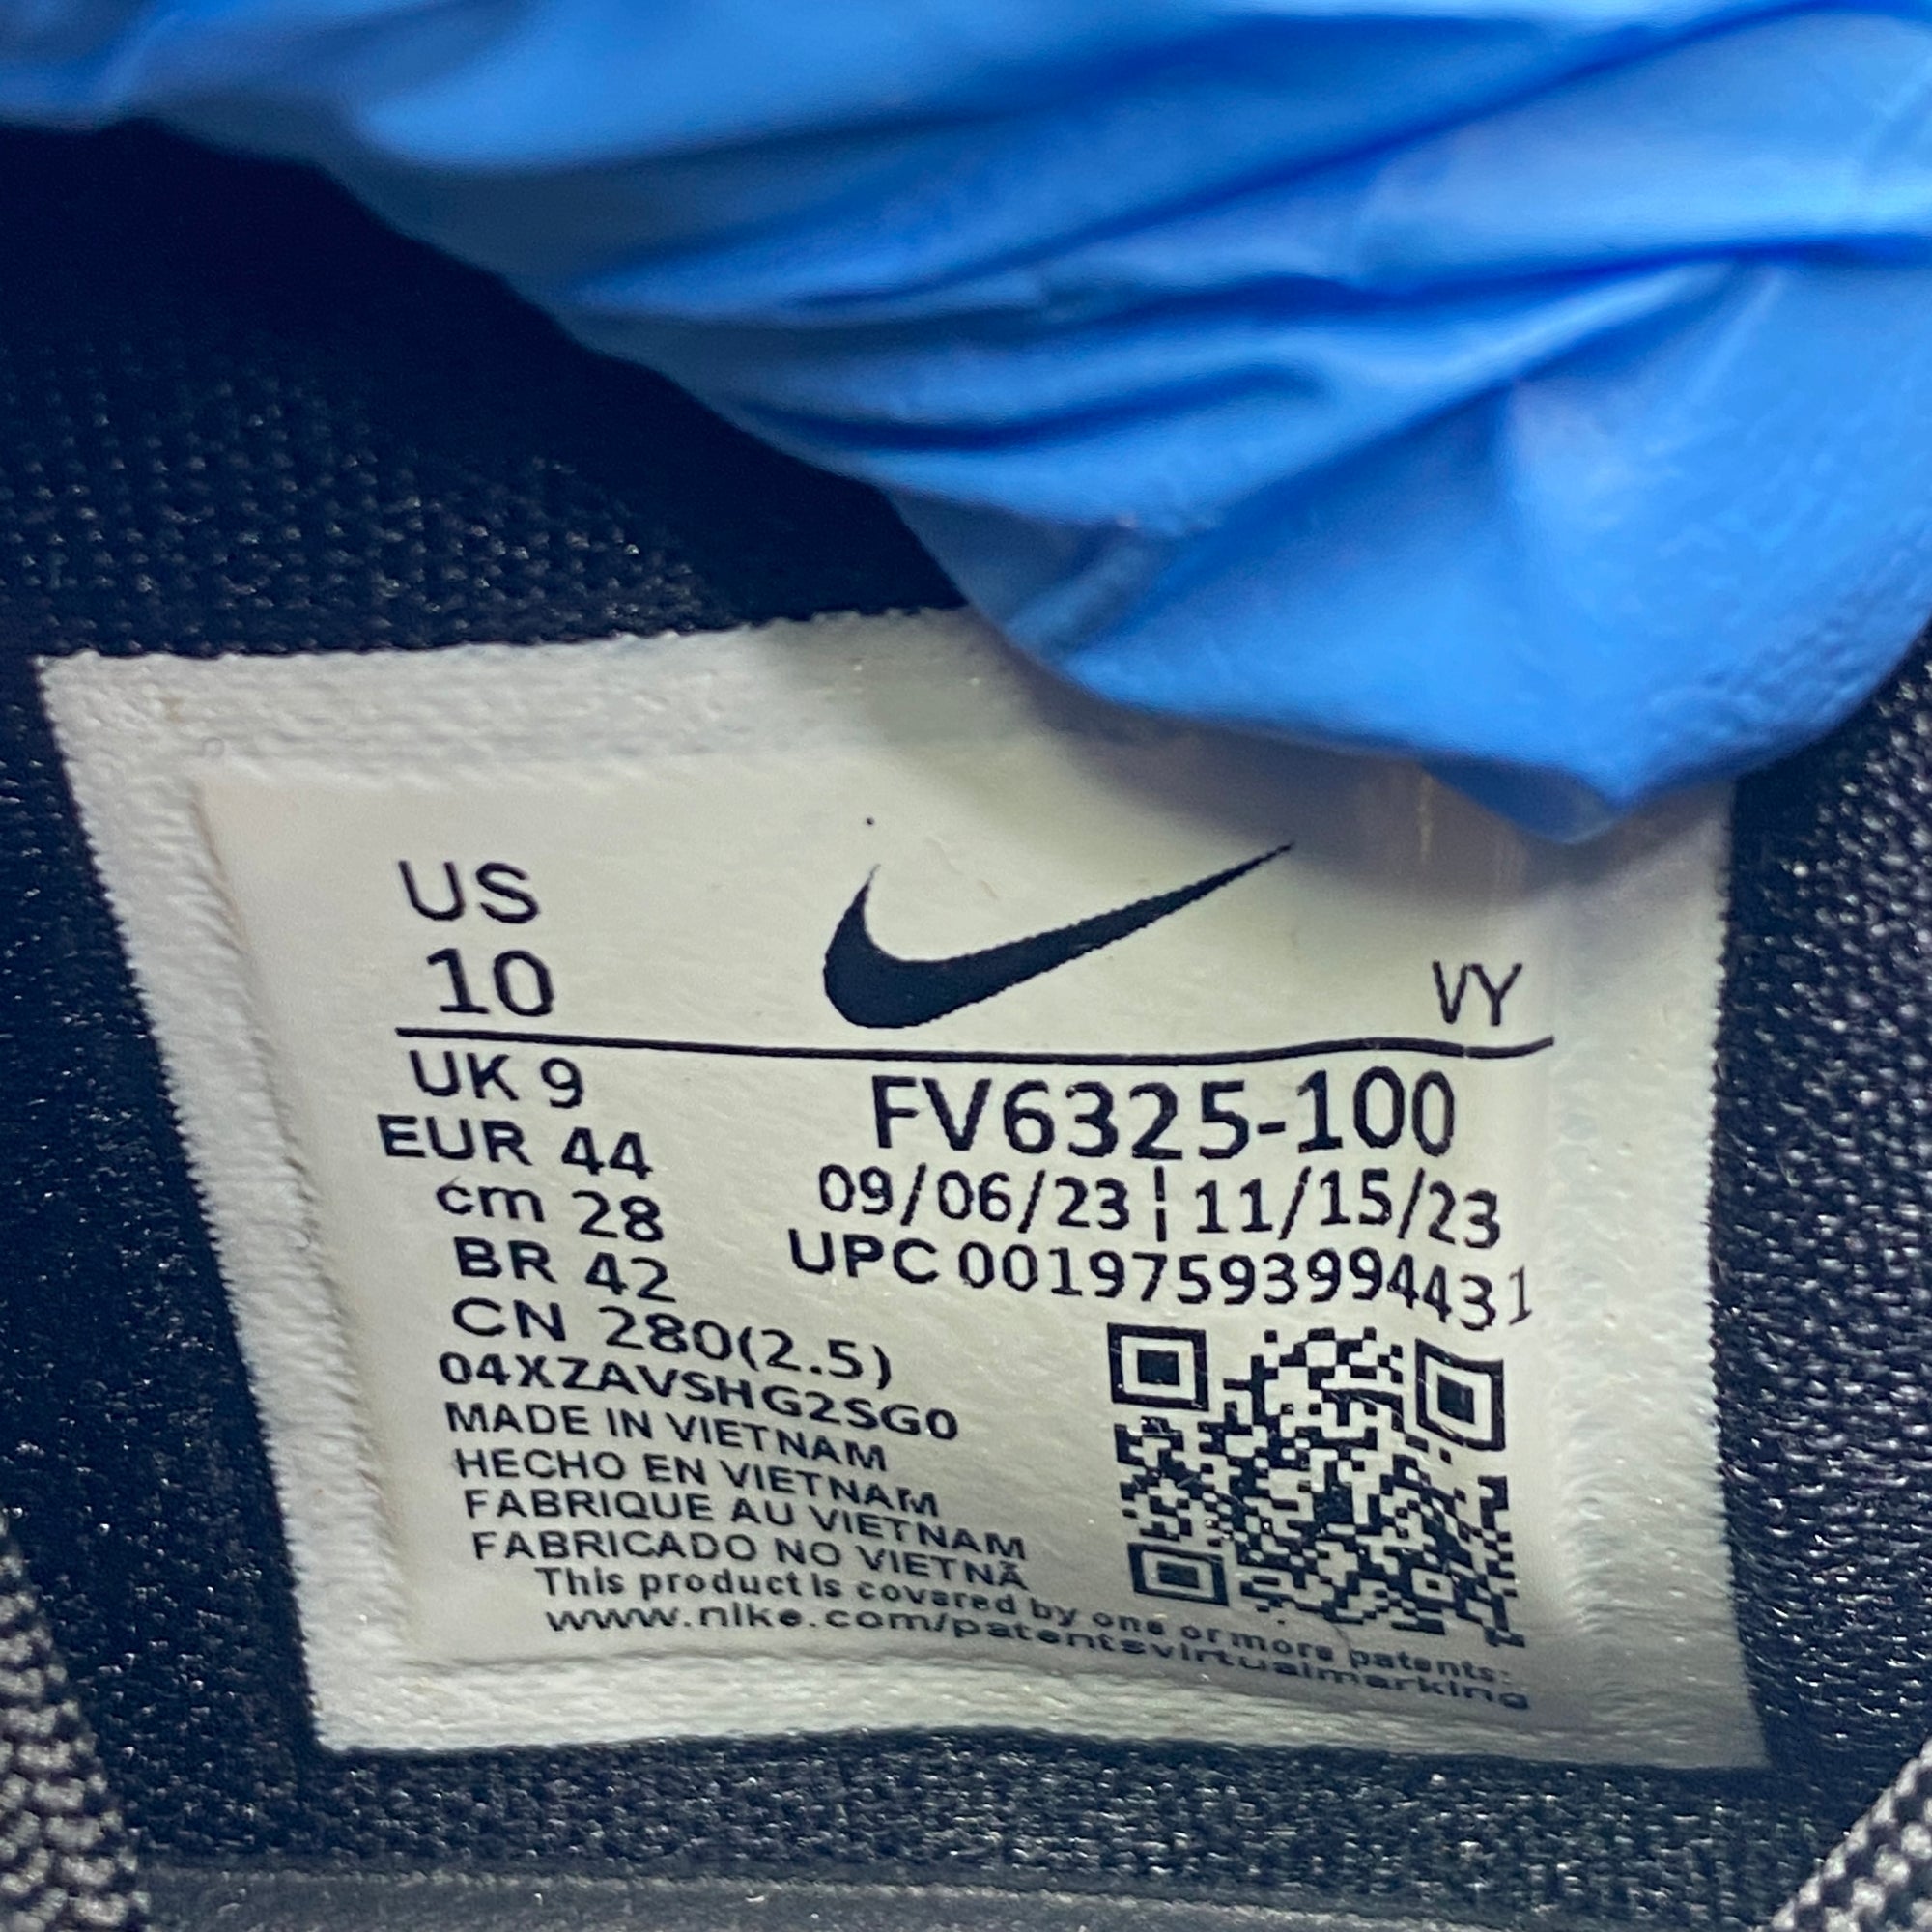 US
10
VY
UK 9
EUR 44
cm 28
BR 42
CN 280(2.5)
FV6325-100
09/06/23 ¦ 11/15/23
UPC 00197593994431
04XZAVSHG2SG0
MADE IN VIETNAM
HECHO EN VIETNAM
FABRIQUE AU VIETNAM
FABRICADO NO VIETNÃ
This product is covered by one or more patents:
www.nike.com/patentsvirtualmarking